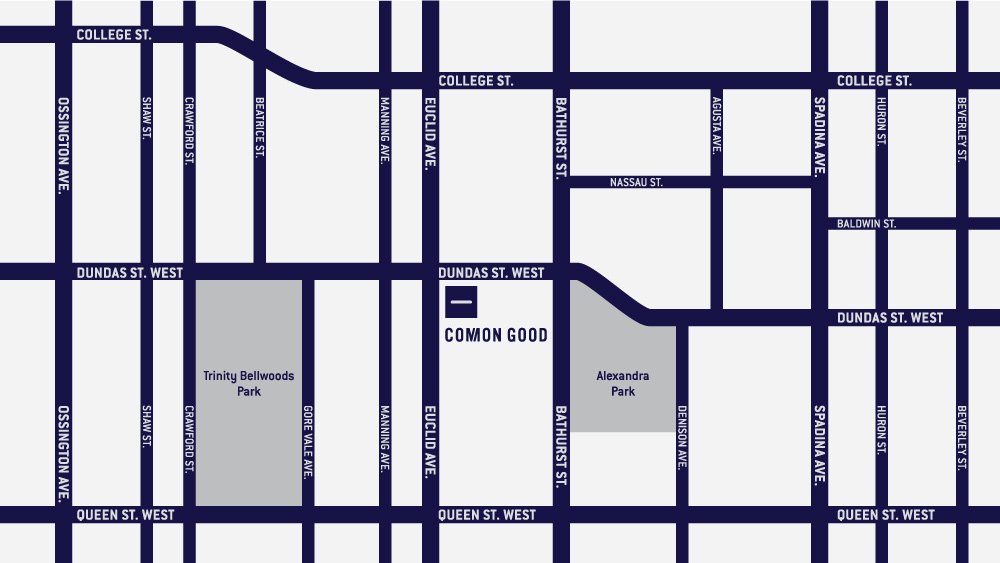 COLLEGE ST.
COLLEGE ST.
COLLEGE ST.
OSSINGTON AVE.
SHAW ST.
CRAWFORD ST.
BEATRICE ST.
MANNING AVE.
EUCLID AVE.
BATHURST ST.
AGUSTA AVE.
SPADINA AVE.
HURON ST.
BEVERLEY ST.
NASSAU ST.
BALDWIN ST.
DUNDAS ST. WEST
DUNDAS ST. WEST
DUNDAS ST. WEST
COMON GOOD
Trinity Bellwoods
Park
Alexandra
Park
OSSINGTON AVE.
SHAW ST.
CRAWFORD ST.
GORE VALE AVE.
MANNING AVE.
EUCLID AVE.
BATHURST ST.
DENISON AVE.
SPADINA AVE.
HURON ST.
BEVERLEY ST.
QUEEN ST. WEST
QUEEN ST. WEST
QUEEN ST. WEST